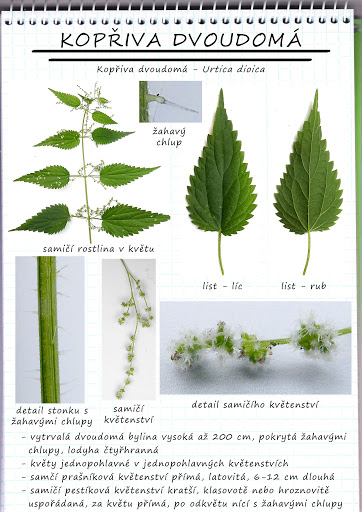 KOPŘIVA DVOUDOMÁ
Kopřiva dvoudomá - Urtica dioica
žahavý
chlup
samičí rostlina v květu
list - líc
list - rub
detail stonku s
žahavými chlupy
samičí
květenství
detail samičího květenství
- vytrvalá dvoudomá bylina vysoká až 200 cm, pokrytá žahavými
chlupy, lodyha čtyřhranná
- květy jednopohlavné v jednopohlavných květenstvích
- samčí prašníková květenství přímá, latovitá, 6-12 cm dlouhá
- samičí pestíková květenství kratší, klasovotě nebo hroznovitě
uspořádaná, za květu přímá, po odkvětu nící s žahavými chlupy